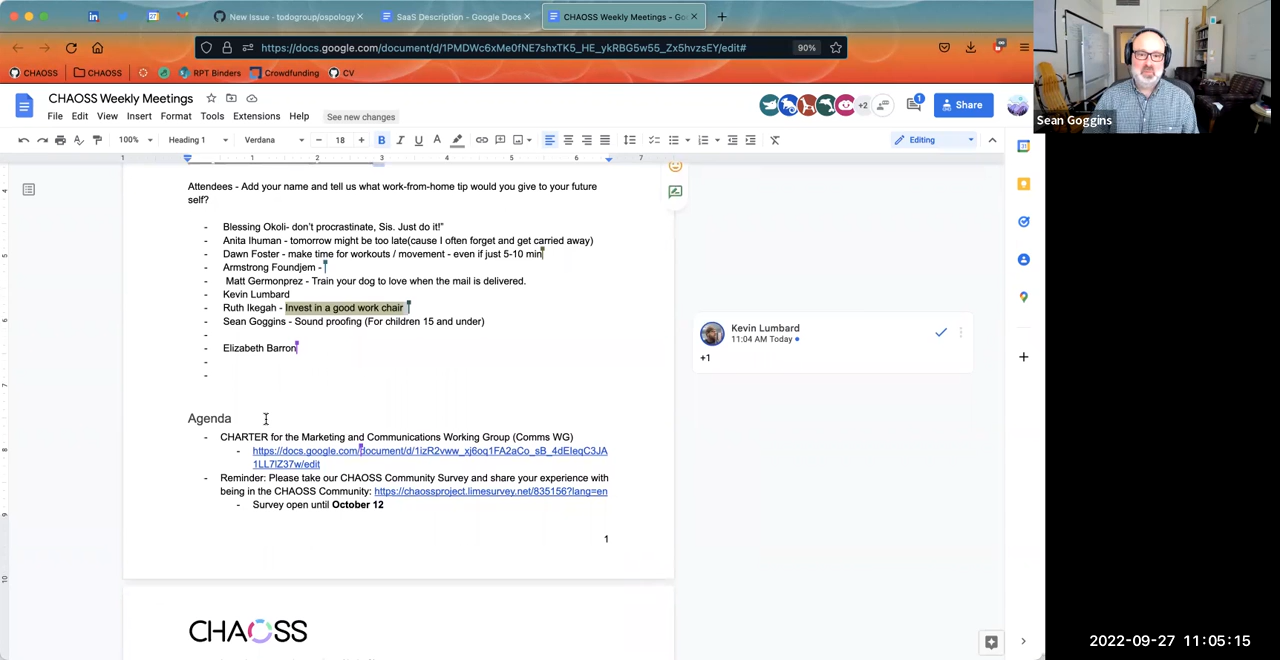 New Issue - todogroup/ospology
SaaS Description - Google Docs
CHAOSS Weekly Meetings - Go
https://docs.google.com/document/d/1PMDWc6xMe0fNE7shxTK5_HE_ykRBG5w55_Zx5hvzsEY/edit#
90%
CHAOSS
CHAOSS
RPT Binders
Crowdfunding
CV
CHAOSS Weekly Meetings
File Edit View Insert Format Tools Extensions Help
See new changes
+2
1
Share
100%
Heading 1
Verdana
18
Editing
Attendees - Add your name and tell us what work-from-home tip would you give to your future
self?
- Blessing Okoli- don't procrastinate, Sis. Just do it!"
- Anita Ihuman - tomorrow might be too late(cause I often forget and get carried away)
- Dawn Foster - make time for workouts / movement - even if just 5-10 min
- Armstrong Foundjem -
- Matt Germonprez - Train your dog to love when the mail is delivered.
- Kevin Lumbard
- Ruth Ikegah - Invest in a good work chair
- Sean Goggins - Sound proofing (For children 15 and under)
-
- Elizabeth Barron
-
-
Agenda
- CHARTER for the Marketing and Communications Working Group (Comms WG)
- https://docs.google.com/document/d/1izR2vww_xj6oq1FA2aCo_sB_4dEIeqC3JA
1LL7lZ37w/edit
- Reminder: Please take our CHAOSS Community Survey and share your experience with
being in the CHAOSS Community: https://chaossproject.limesurvey.net/835156?lang=en
- Survey open until October 12
1
CHAOSS
Kevin Lumbard
11:04 AM Today
+1
Sean Goggins
2022-09-27 11:05:15